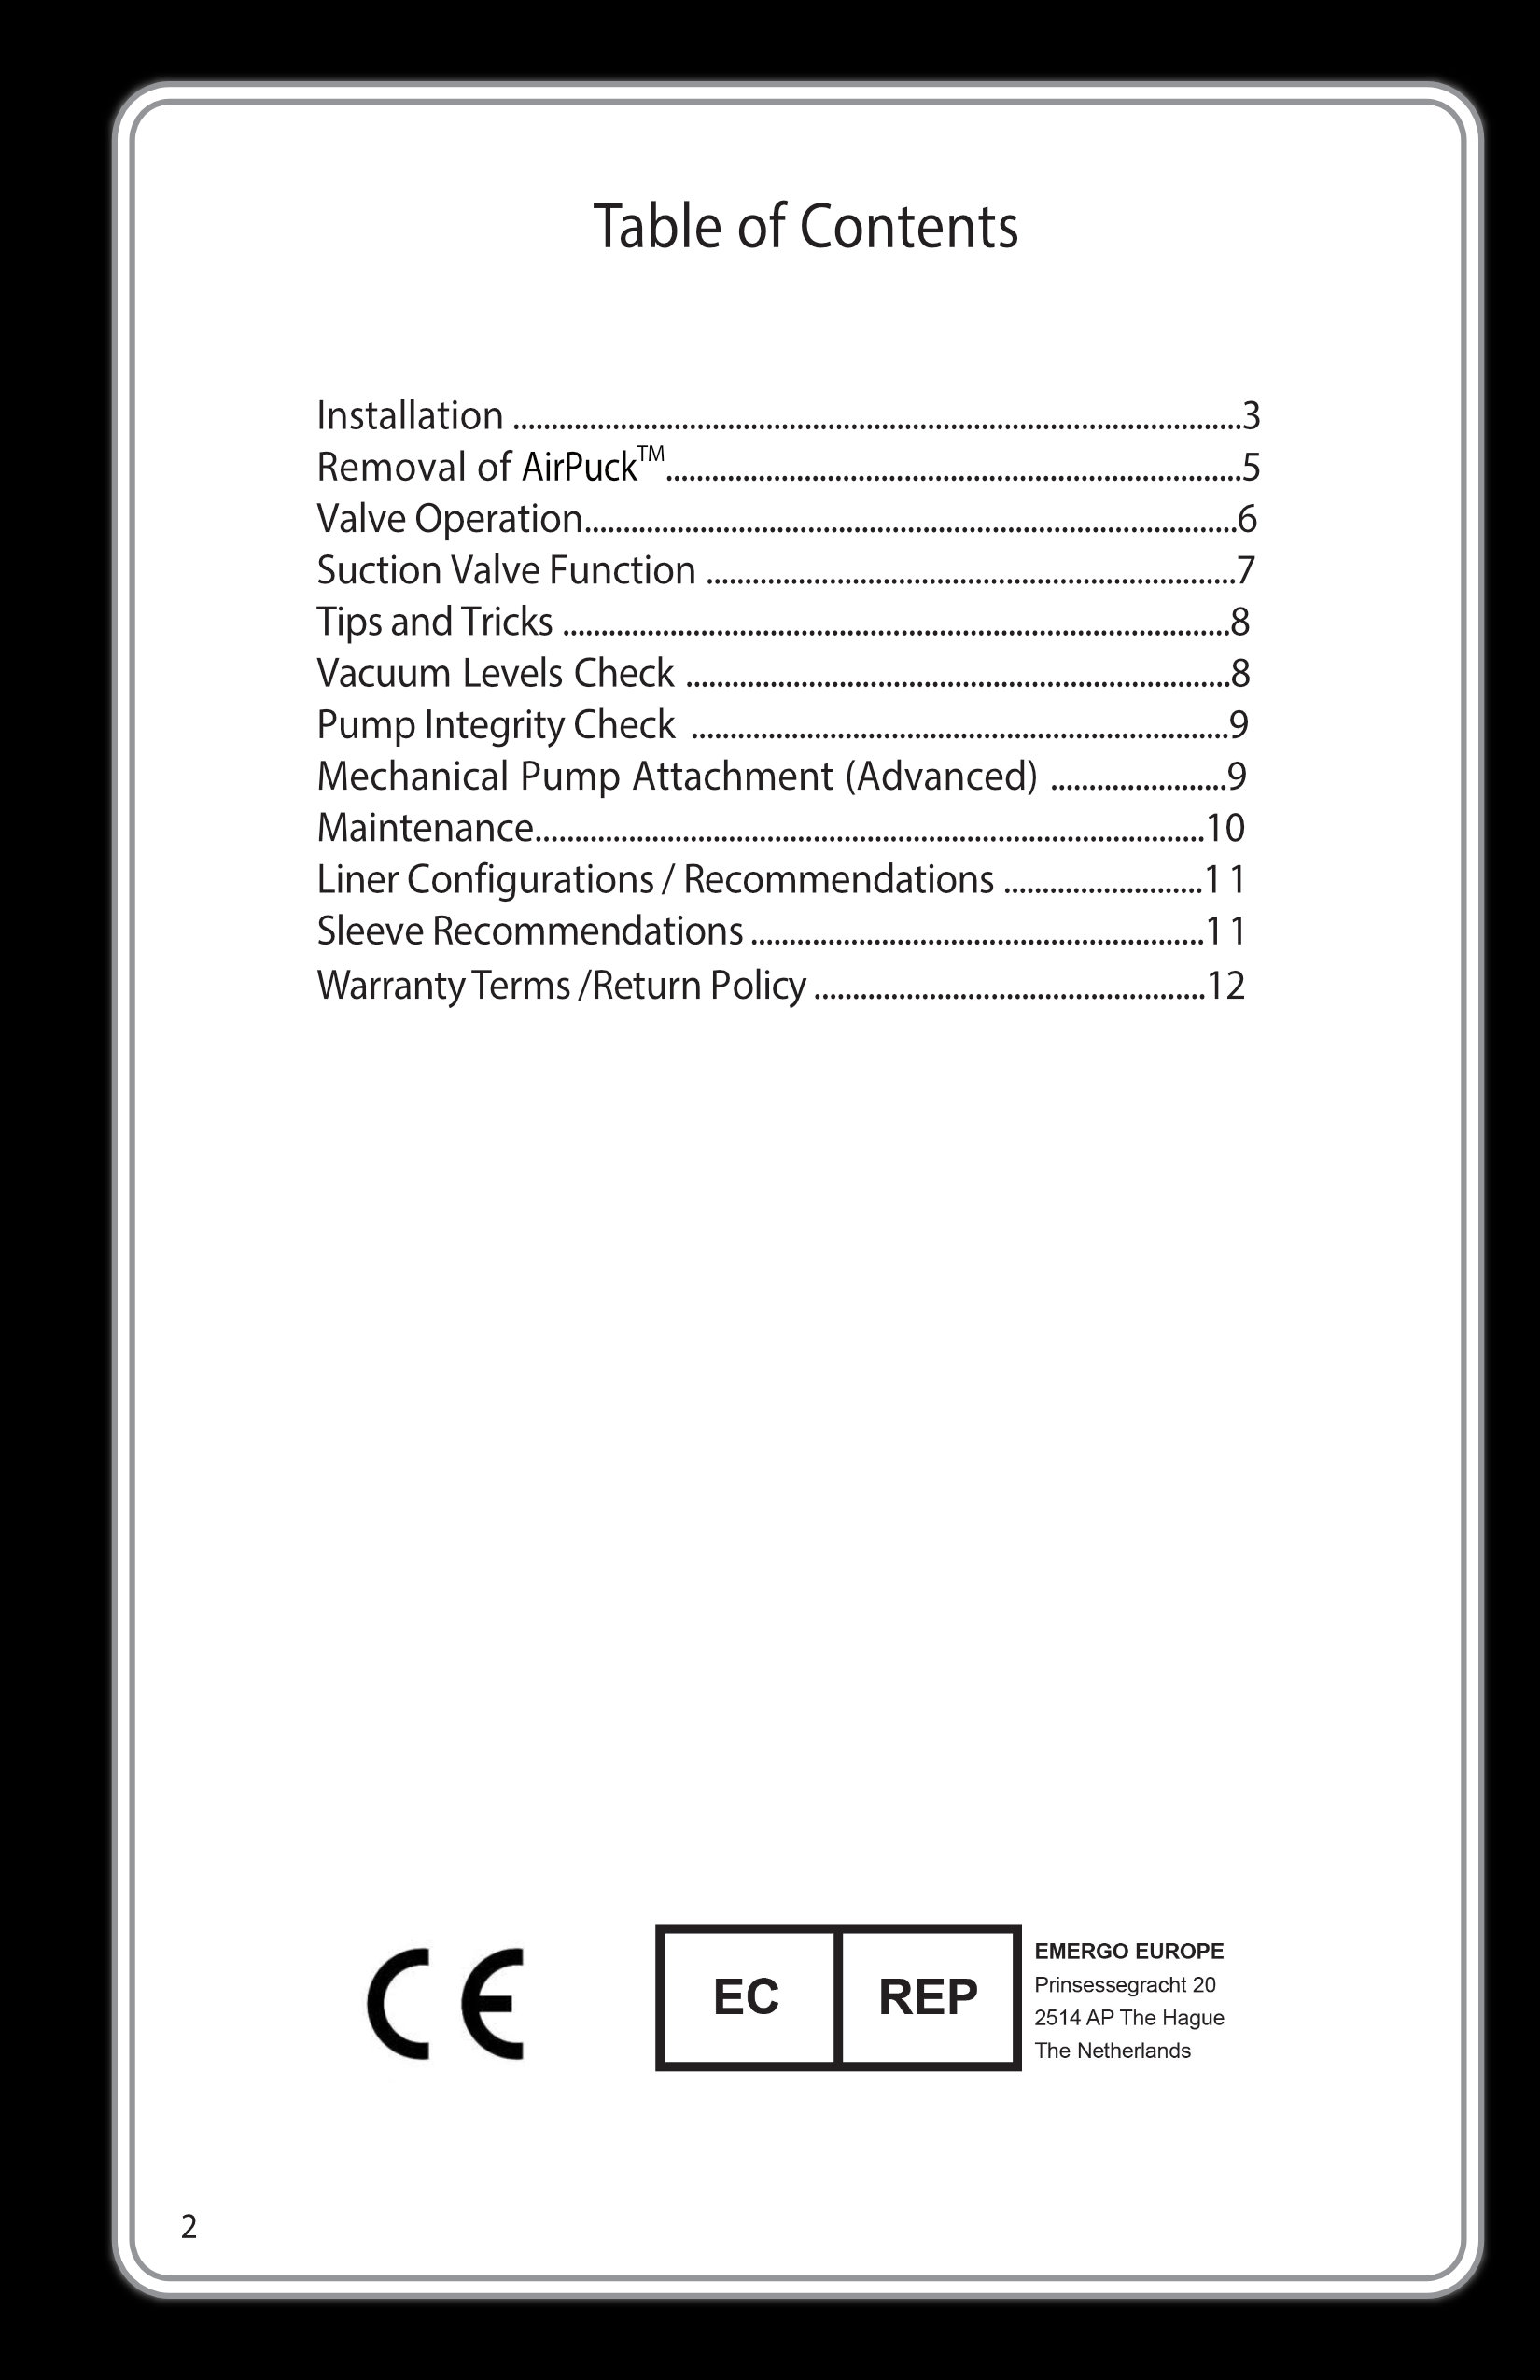 Table of Contents
Installation ...............................................................................................3
Removal of AirPuck™...........................................................................5
Valve Operation.....................................................................................6
Suction Valve Function .....................................................................7
Tips and Tricks .......................................................................................8
Vacuum Levels Check .......................................................................8
Pump Integrity Check ......................................................................9
Mechanical Pump Attachment (Advanced) .......................9
Maintenance.......................................................................................10
Liner Configurations / Recommendations ..........................11
Sleeve Recommendations ...........................................................11
Warranty Terms /Return Policy ...................................................12
CE
EC REP
EMERGO EUROPE
Prinsessegracht 20
2514 AP The Hague
The Netherlands
2